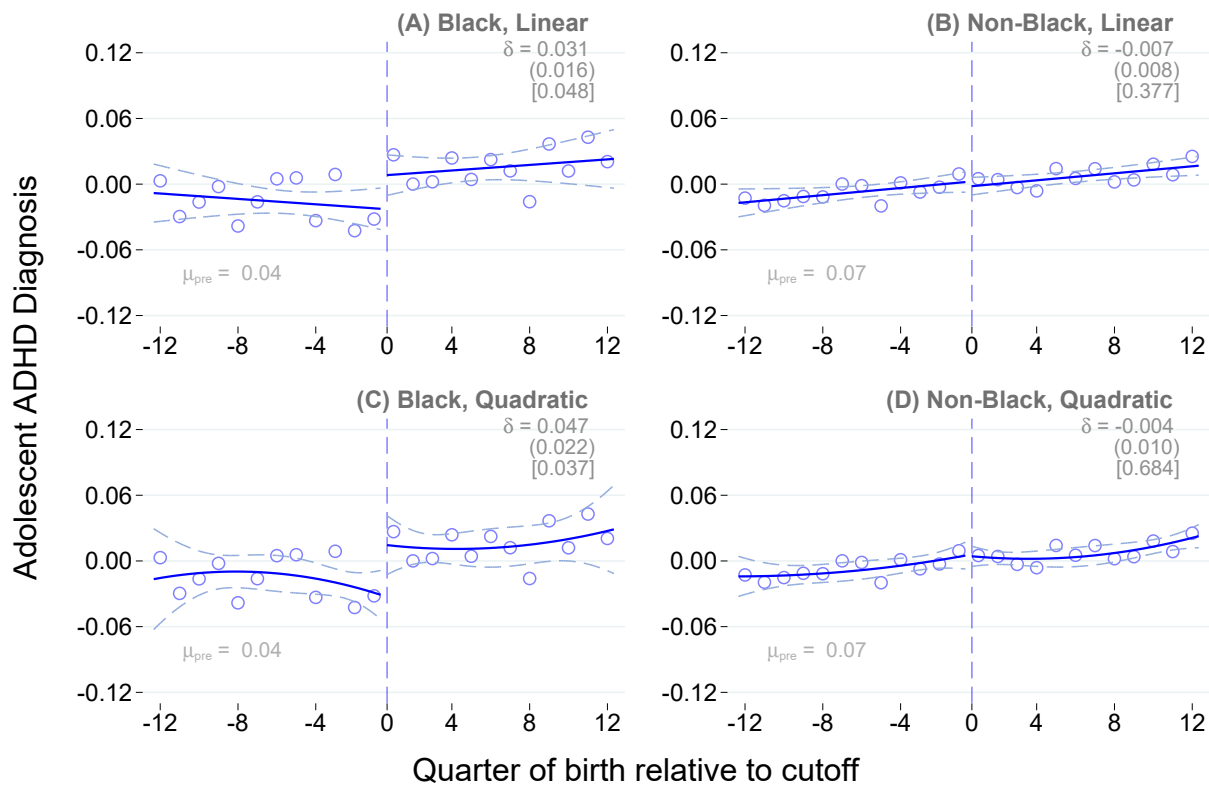 (A) Black, Linear
δ = 0.031
(0.016)
[0.048]
0.12
0.06
0.00
-0.06
-0.12
μpre = 0.04
-12 -8 -4 0 4 8 12
(B) Non-Black, Linear
δ = -0.007
(0.008)
[0.377]
0.12
0.06
0.00
-0.06
-0.12
μpre = 0.07
-12 -8 -4 0 4 8 12
Adolescent ADHD Diagnosis
(C) Black, Quadratic
δ = 0.047
(0.022)
[0.037]
0.12
0.06
0.00
-0.06
-0.12
μpre = 0.04
-12 -8 -4 0 4 8 12
(D) Non-Black, Quadratic
δ = -0.004
(0.010)
[0.684]
0.12
0.06
0.00
-0.06
-0.12
μpre = 0.07
-12 -8 -4 0 4 8 12
Quarter of birth relative to cutoff